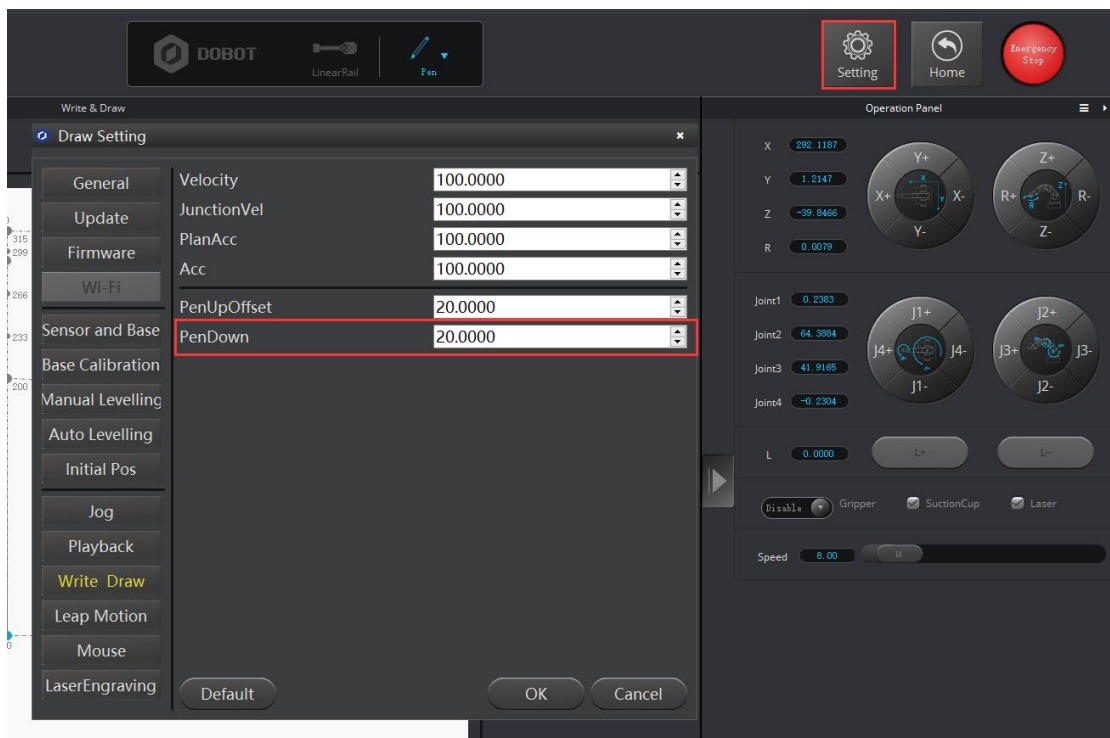 DOBOT
LinearRail
Pen
Setting
Home
Emergency
Stop
Write & Draw
Operation Panel
Draw Setting
General
Update
Firmware
Wi-Fi
Sensor and Base
Base Calibration
Manual Levelling
Auto Levelling
Initial Pos
Jog
Playback
Write Draw
Leap Motion
Mouse
LaserEngraving
Velocity 100.0000
JunctionVel 100.0000
PlanAcc 100.0000
Acc 100.0000
PenUpOffset 20.0000
PenDown 20.0000
Default
OK
Cancel
315
299
266
233
200
0
X 292.1187
Y 1.2147
Z -39.8466
R 0.0079
Y+
X+
X
Y
X-
Y-
Z+
R+
Z
R
R-
Z-
Joint1 0.2383
Joint2 64.3884
Joint3 41.9165
Joint4 -0.2304
J1+
J4+
J4-
J1-
J2+
J3+
J3-
J2-
L 0.0000
L+
L-
Disable
Gripper
SuctionCup
Laser
Speed 8.00